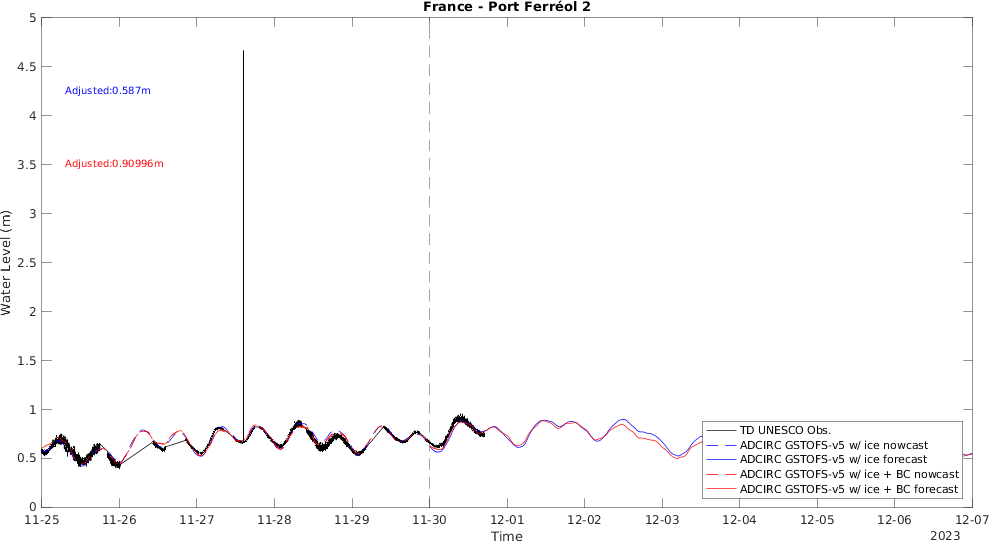 France - Port Ferréol 2
5
4.5
4
3.5
3
2.5
2
1.5
1
0.5
0
Water Level (m)
Adjusted:0.587m
Adjusted:0.90996m
TD UNESCO Obs.
ADCIRC GSTOFS-v5 w/ ice nowcast
ADCIRC GSTOFS-v5 w/ ice forecast
ADCIRC GSTOFS-v5 w/ ice + BC nowcast
ADCIRC GSTOFS-v5 w/ ice + BC forecast
11-25 11-26 11-27 11-28 11-29 11-30 12-01 12-02 12-03 12-04 12-05 12-06 12-07
Time
2023